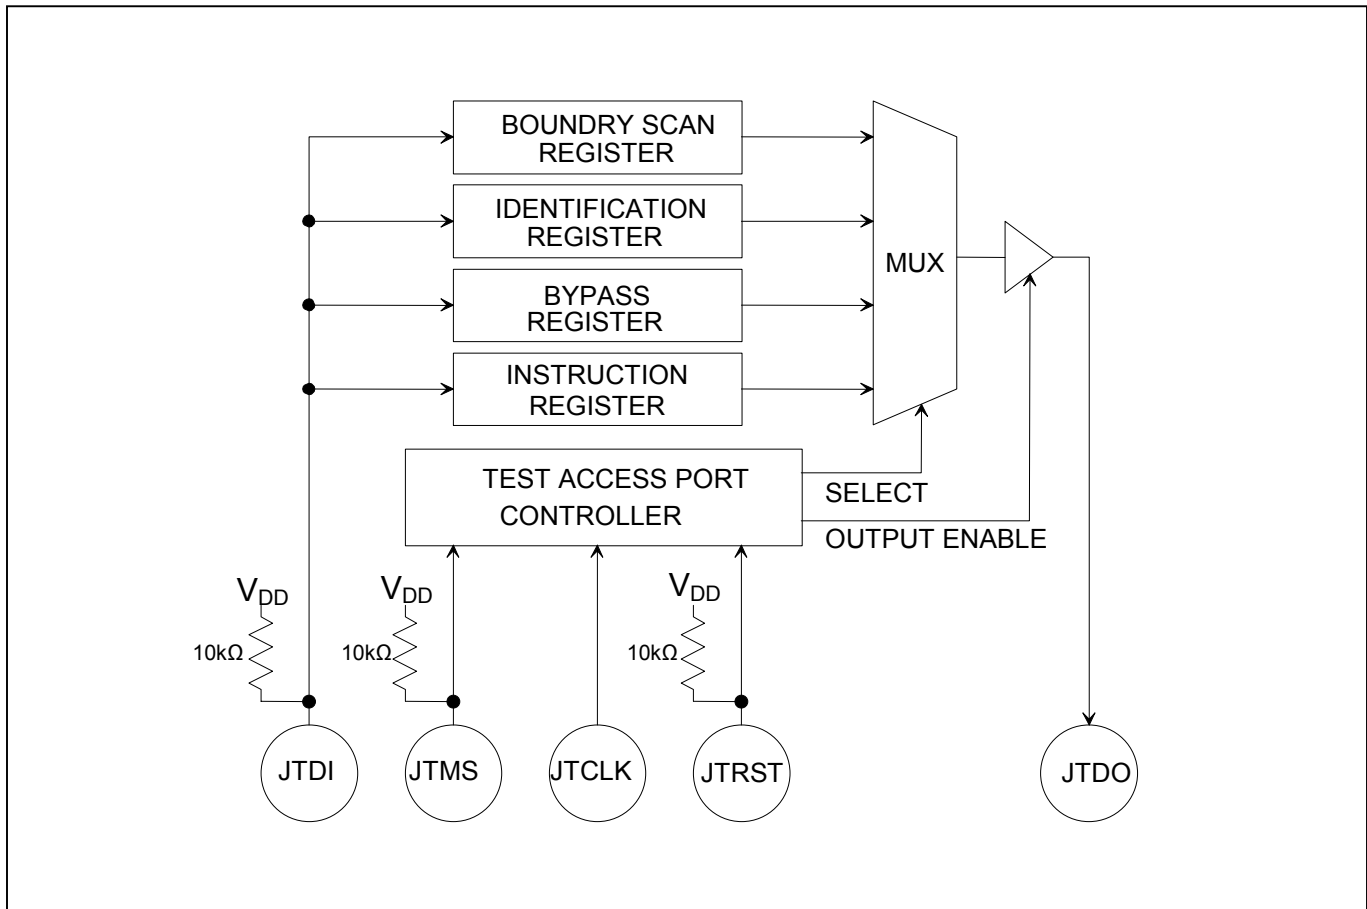 BOUNDRY SCAN
REGISTER
IDENTIFICATION
REGISTER
BYPASS
REGISTER
INSTRUCTION
REGISTER
MUX
TEST ACCESS PORT
CONTROLLER
SELECT
OUTPUT ENABLE
VDD
VDD
VDD
10kΩ
10kΩ
10kΩ
JTDI
JTMS
JTCLK
JTRST
JTDO